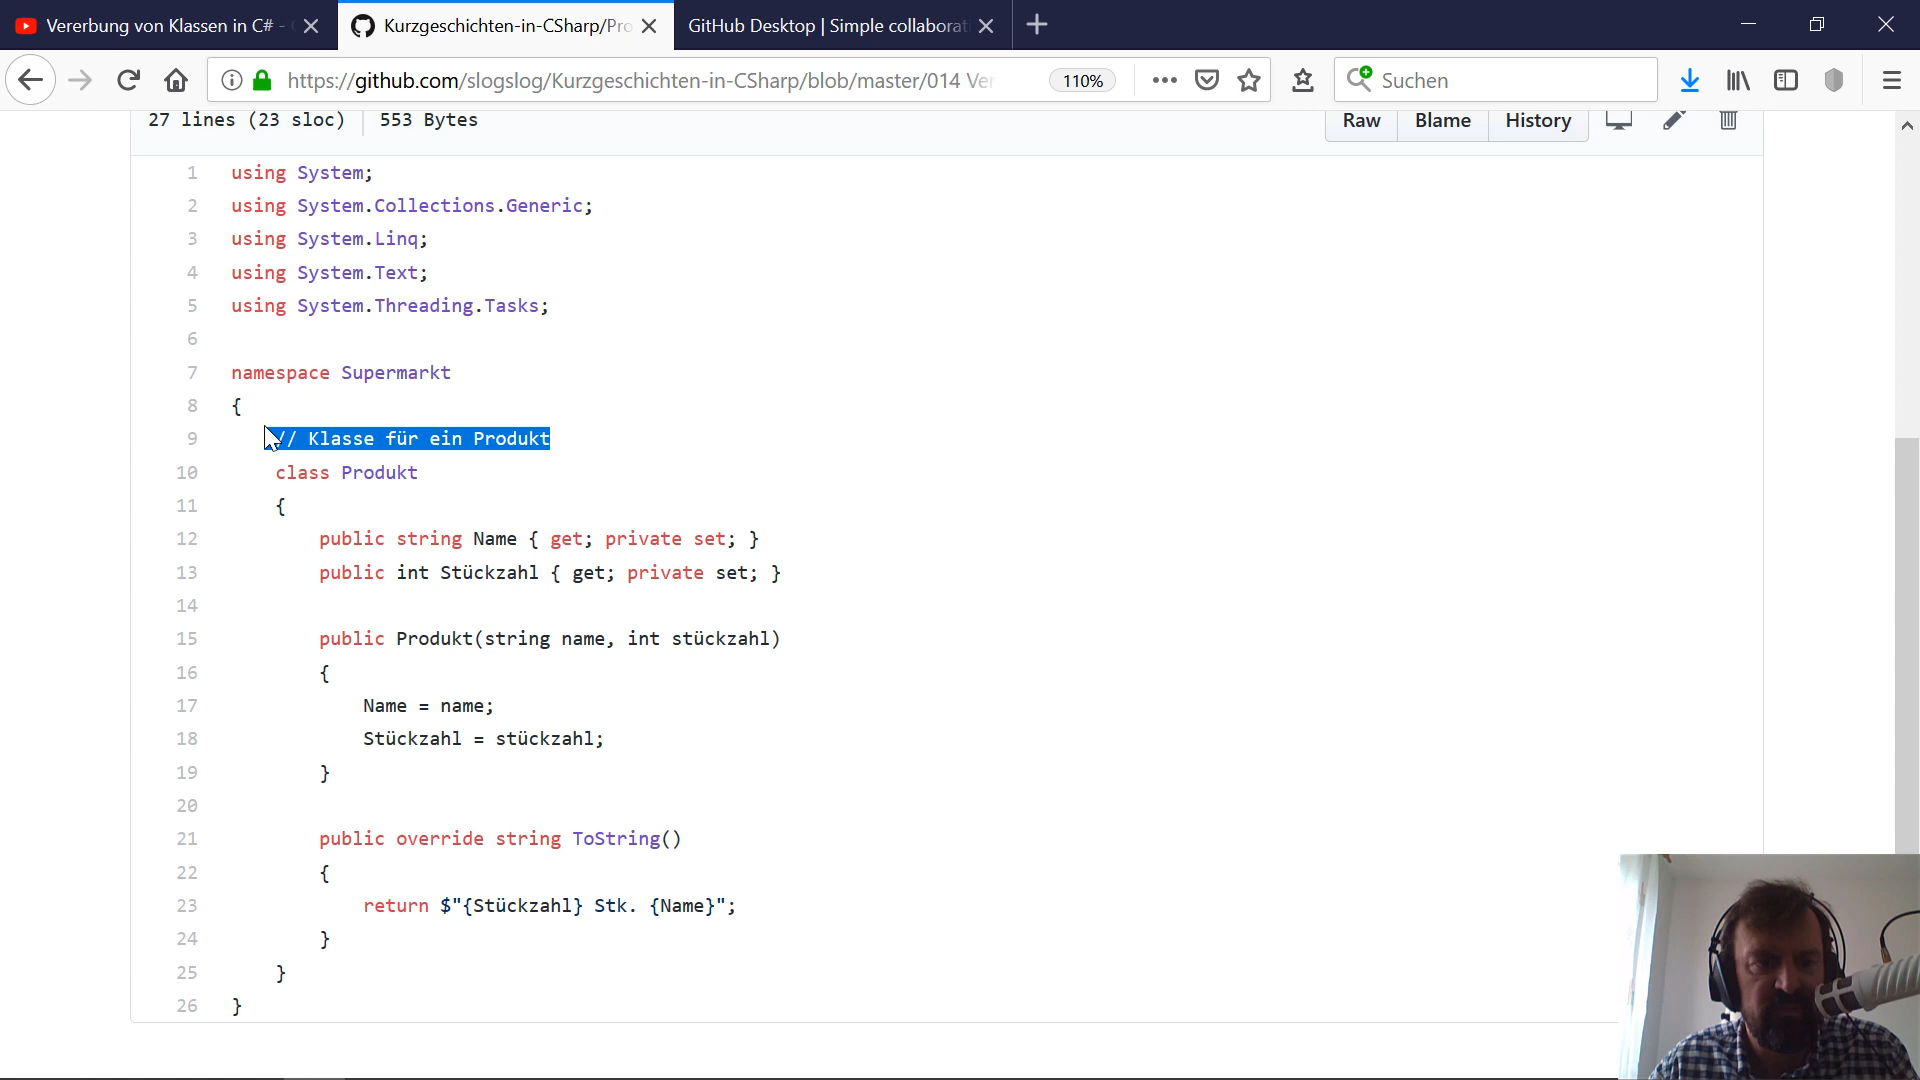 Vererbung von Klassen in C# -
Kurzgeschichten-in-CSharp/Pro
GitHub Desktop | Simple collaborat
https://github.com/slogslog/Kurzgeschichten-in-CSharp/blob/master/014 Ver
110%
Suchen
27 lines (23 sloc)
553 Bytes
Raw
Blame
History
1 using System;
2 using System.Collections.Generic;
3 using System.Linq;
4 using System.Text;
5 using System.Threading.Tasks;
6
7 namespace Supermarkt
8 {
9 // Klasse für ein Produkt
10 class Produkt
11 {
12 public string Name { get; private set; }
13 public int Stückzahl { get; private set; }
14
15 public Produkt(string name, int stückzahl)
16 {
17 Name = name;
18 Stückzahl = stückzahl;
19 }
20
21 public override string ToString()
22 {
23 return $"{Stückzahl} Stk. {Name}";
24 }
25 }
26 }